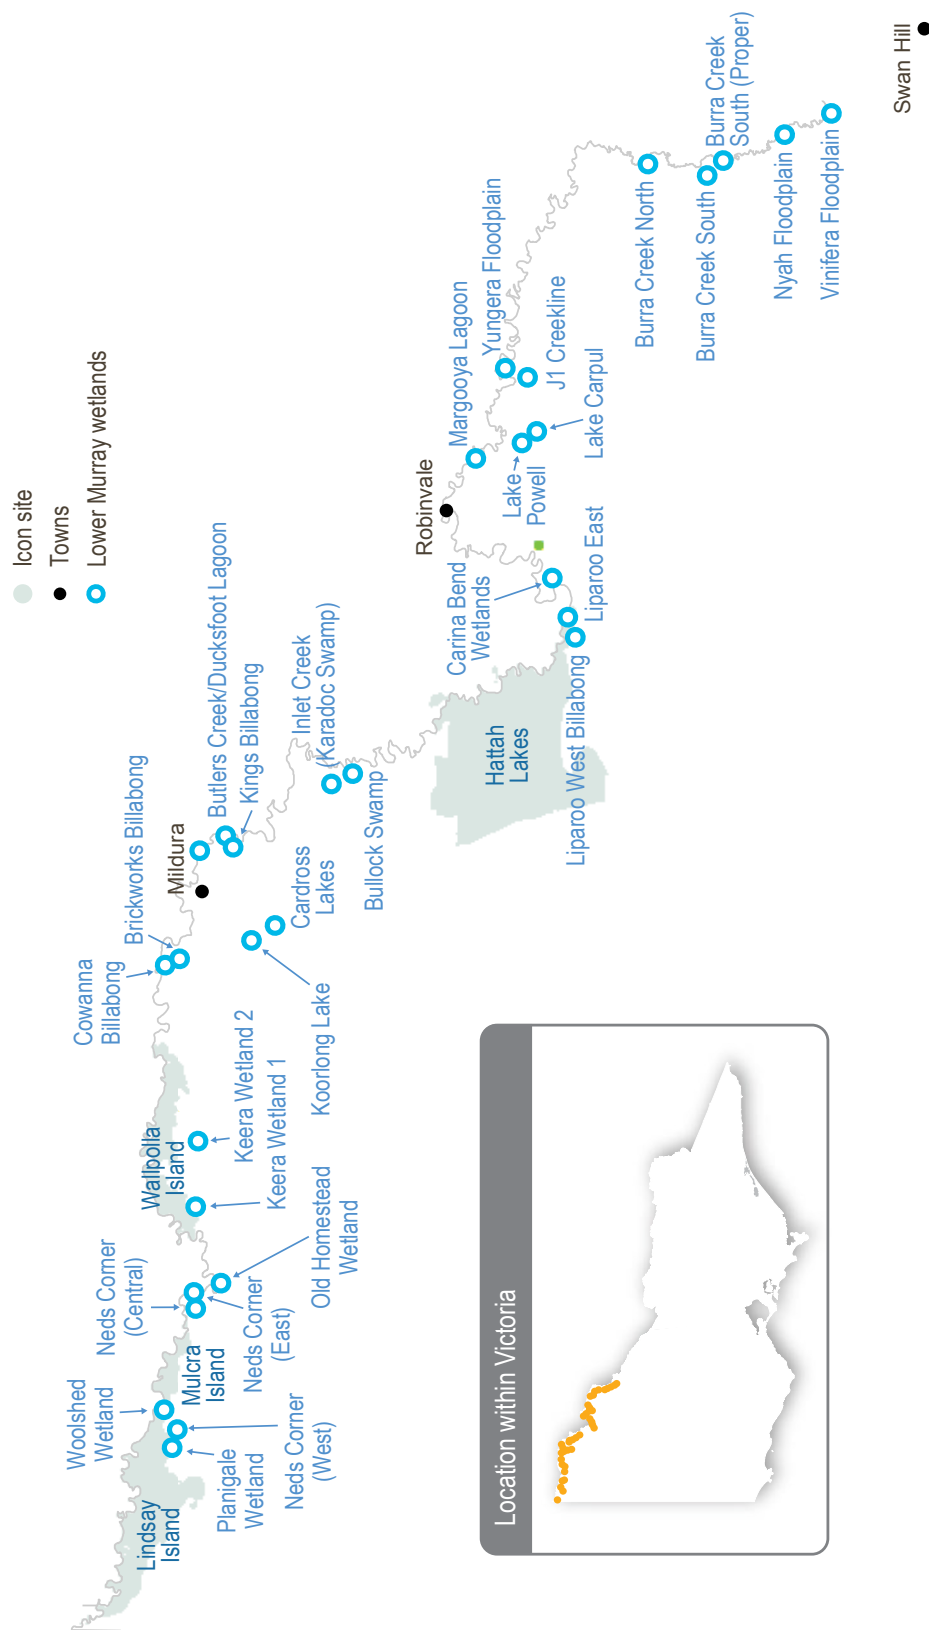 Icon site
Towns
Lower Murray wetlands
Lindsay
Island
Woolshed
Wetland
Planigale
Wetland
Neds Corner
(West)
Mulcra
Island
Neds Corner
(Central)
Neds Corner
(East)
Old Homestead
Wetland
Wallpolla
Island
Keera Wetland 1
Keera Wetland 2
Cowanna
Billabong
Brickworks Billabong
Koorlong Lake
Cardross
Lakes
Mildura
Butlers Creek/Ducksfoot Lagoon
Kings Billabong
Inlet Creek
(Karadoc Swamp)
Bullock Swamp
Hattah
Lakes
Liparoo West Billabong
Liparoo East
Carina Bend
Wetlands
Robinvale
Margooya Lagoon
Lake
Powell
Lake Carpul
Yungera Floodplain
J1 Creekline
Burra Creek North
Burra Creek South
Burra Creek
South (Proper)
Nyah Floodplain
Vinifera Floodplain
Swan Hill
Location within Victoria